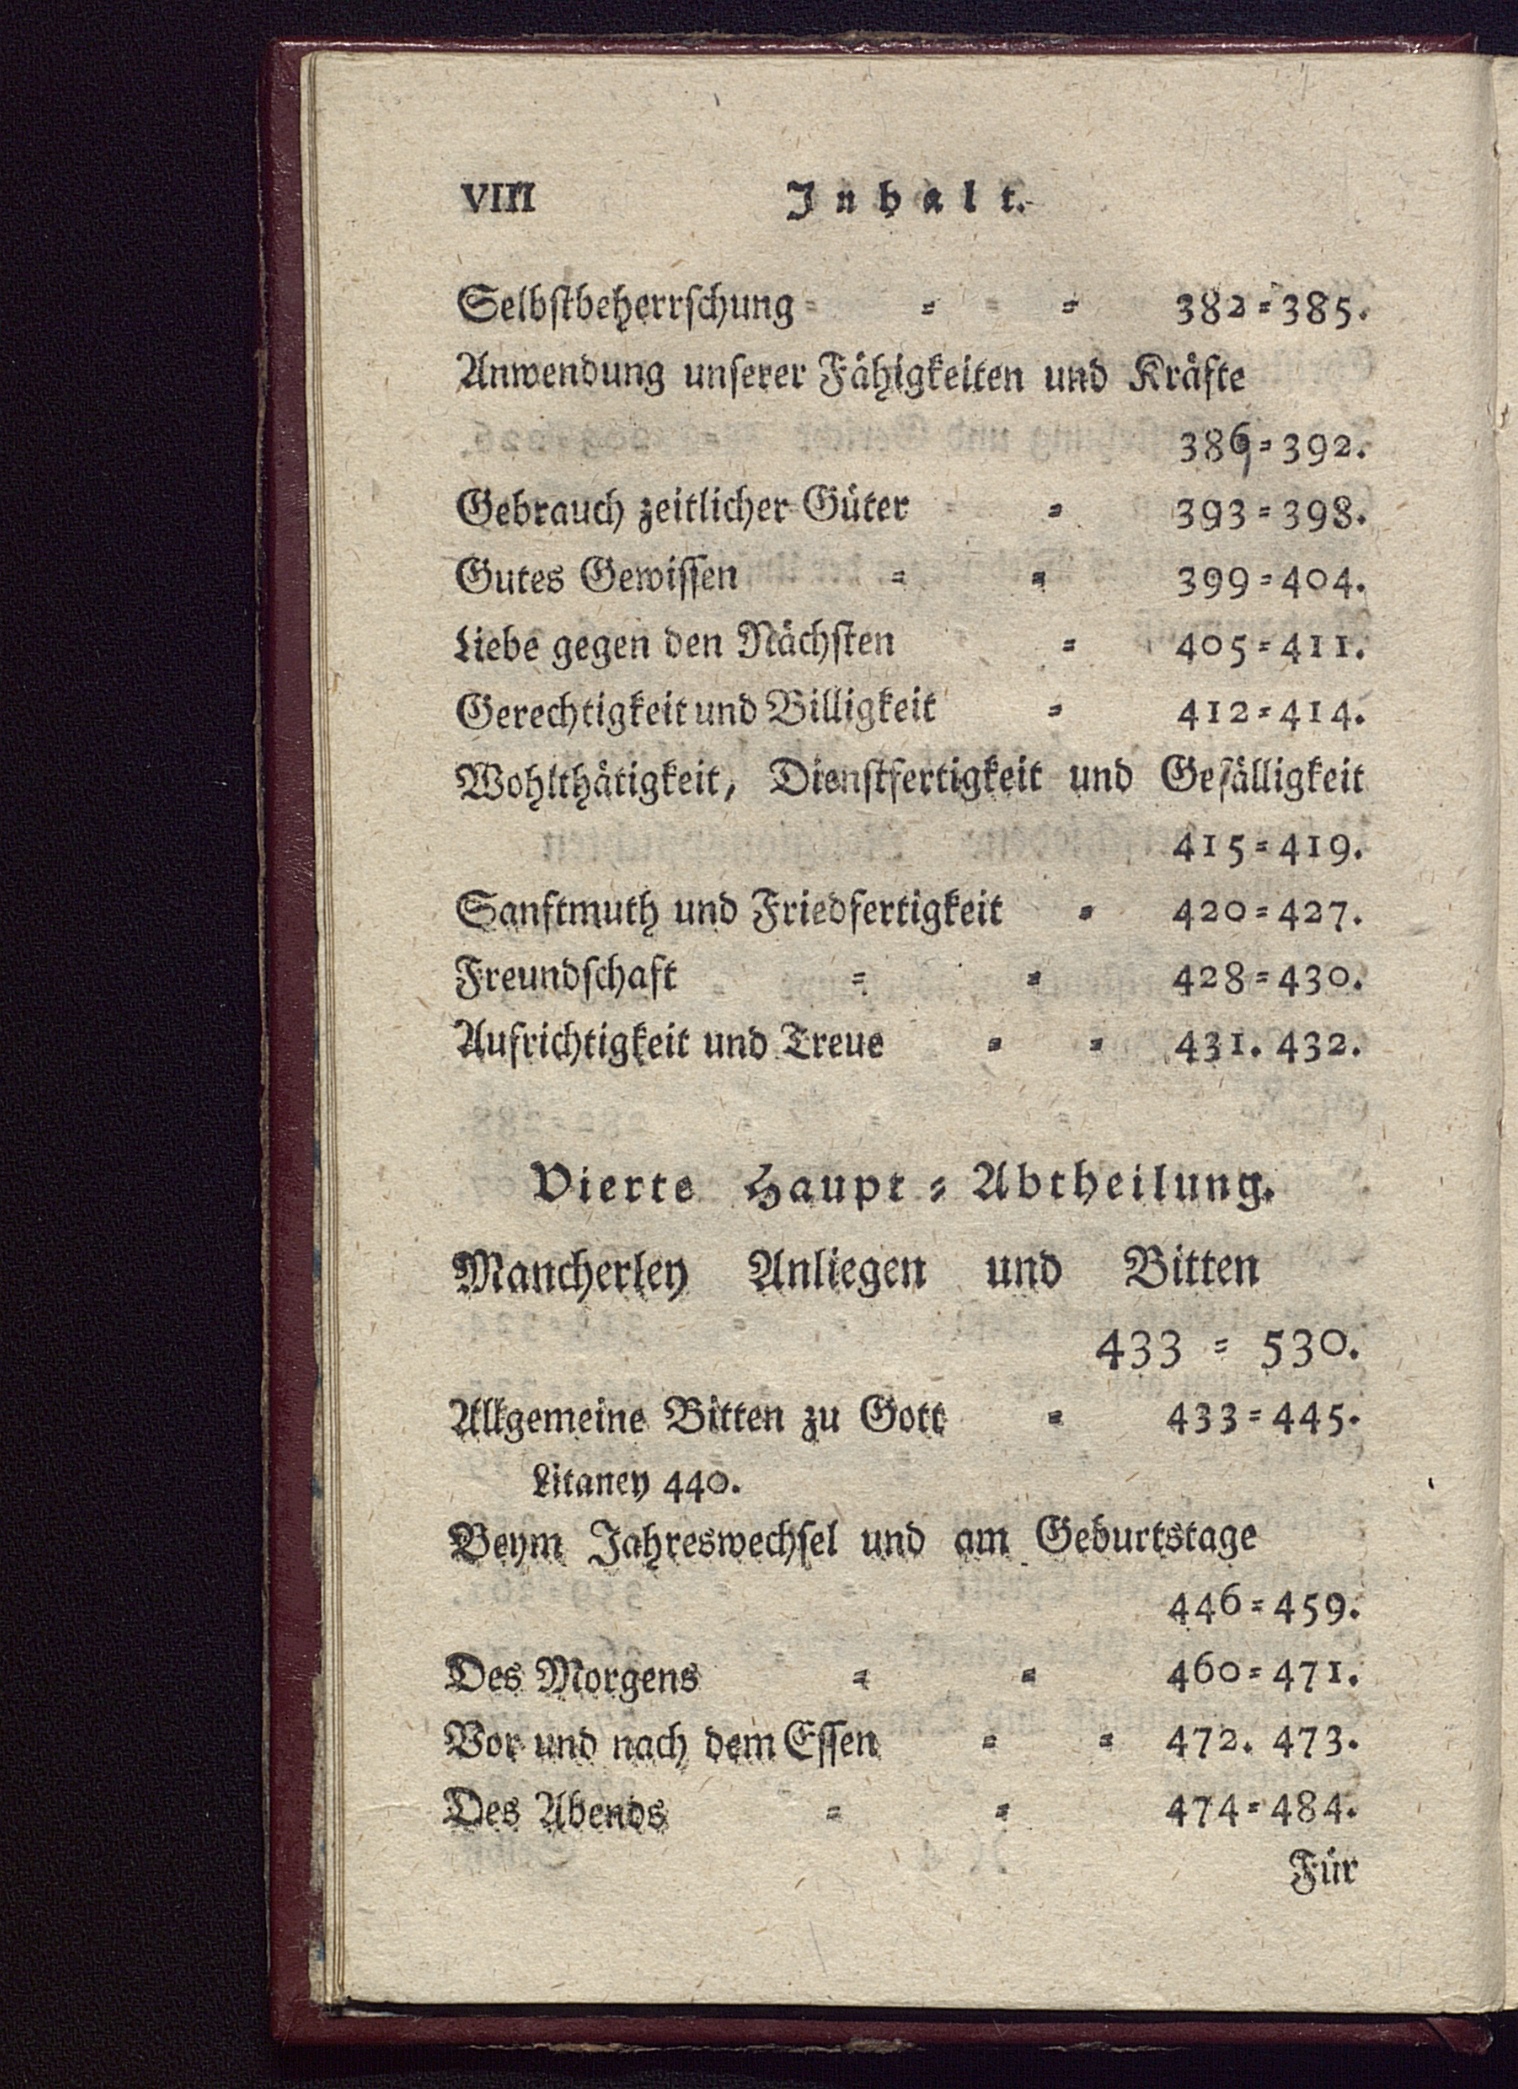 VIII Inhalt.
Selbstbeherrschung = = 382=385.
Anwendung unserer Fähigkeiten und Kräfte
386=392.
Gebrauch zeitlicher Güter = 393=398.
Gutes Gewissen = = 399=404.
Liebe gegen den Nächsten = 405=411.
Gerechtigkeit und Billigkeit = 412=414.
Wohlthätigkeit, Dienstfertigkeit und Gefälligkeit
415=419.
Sanftmuth und Friedfertigkeit = 420=427.
Freundschaft = = 428=430.
Aufrichtigkeit und Treue = = 431. 432.
Vierte Haupt=Abtheilung.
Mancherley Anliegen und Bitten
433 = 530.
Allgemeine Bitten zu Gott = 433=445.
Litaney 440.
Beym Jahreswechsel und am Geburtstage
446=459.
Des Morgens = = 460=471.
Vor und nach dem Essen = = 472. 473.
Des Abends = = 474=484.
Für